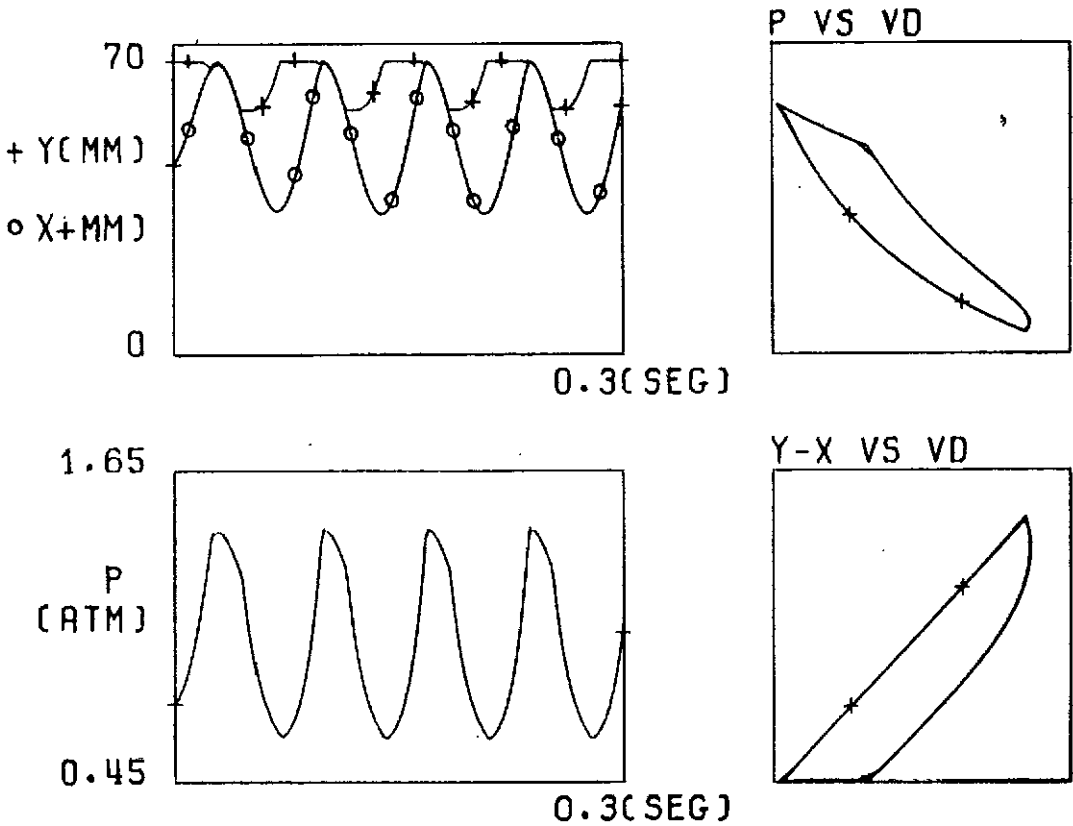 70
+ Y(MM)
o X+MM)
0
0.3(SEG)
P VS VD
1.65
P
(ATM)
0.45
0.3(SEG)
Y-X VS VD